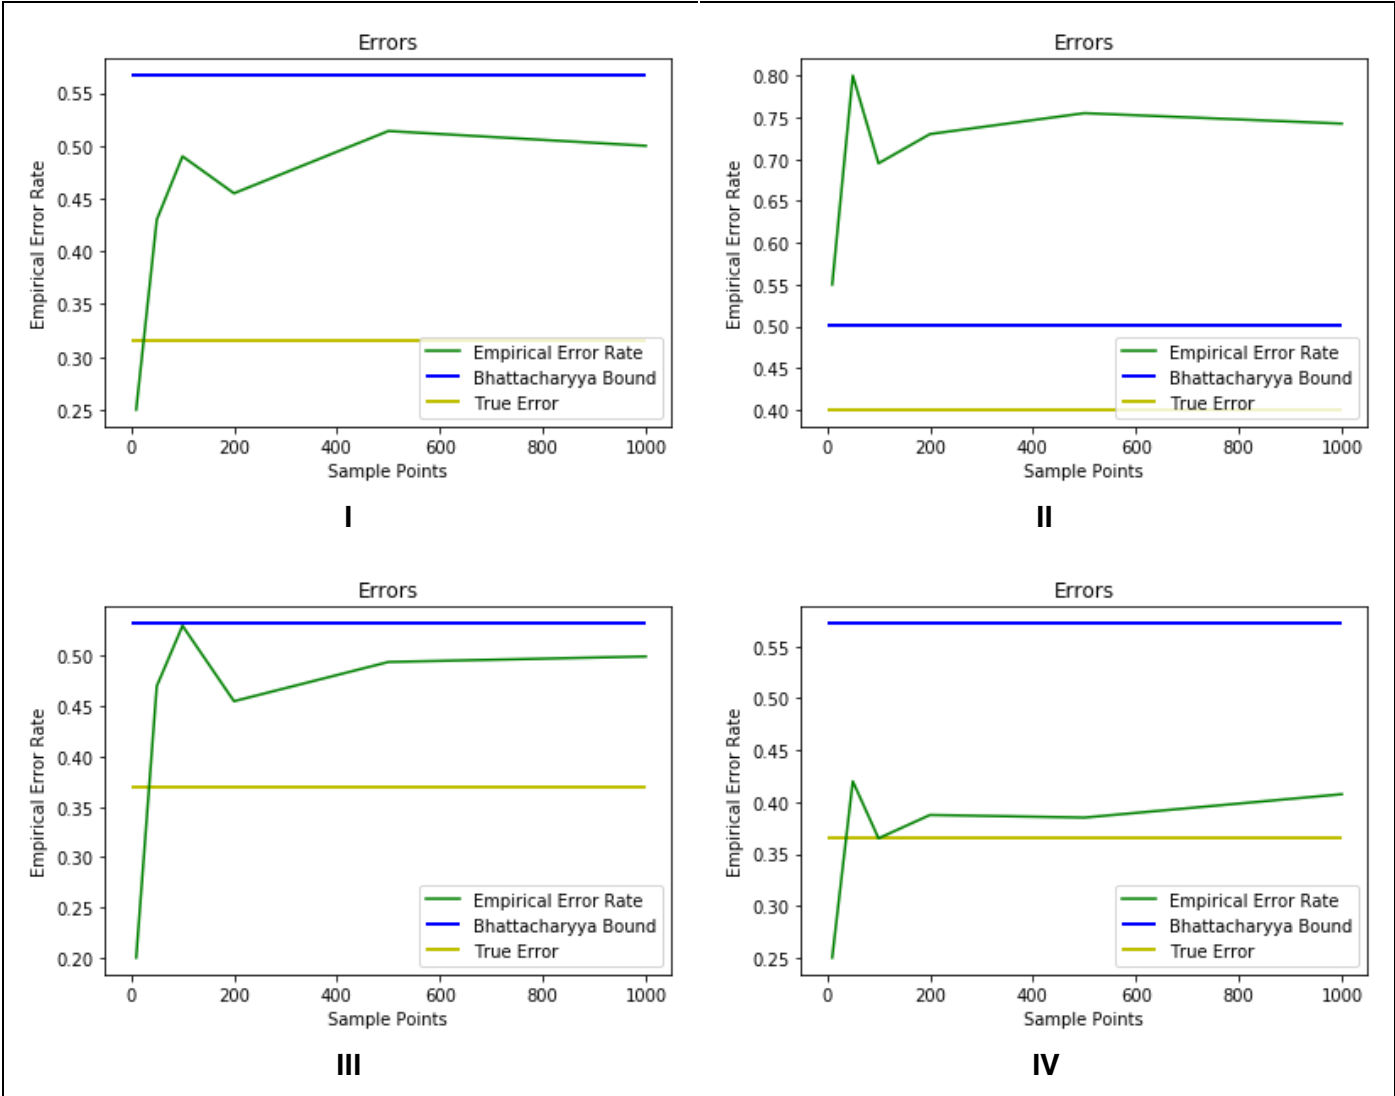 Errors
Empirical Error Rate
0.55
0.50
0.45
0.40
0.35
0.30
0.25
Empirical Error Rate
Bhattacharyya Bound
True Error
0 200 400 600 800 1000
Sample Points
I
Errors
Empirical Error Rate
0.80
0.75
0.70
0.65
0.60
0.55
0.50
0.45
0.40
Empirical Error Rate
Bhattacharyya Bound
True Error
0 200 400 600 800 1000
Sample Points
II
Errors
Empirical Error Rate
0.50
0.45
0.40
0.35
0.30
0.25
0.20
Empirical Error Rate
Bhattacharyya Bound
True Error
0 200 400 600 800 1000
Sample Points
III
Errors
Empirical Error Rate
0.55
0.50
0.45
0.40
0.35
0.30
0.25
Empirical Error Rate
Bhattacharyya Bound
True Error
0 200 400 600 800 1000
Sample Points
IV